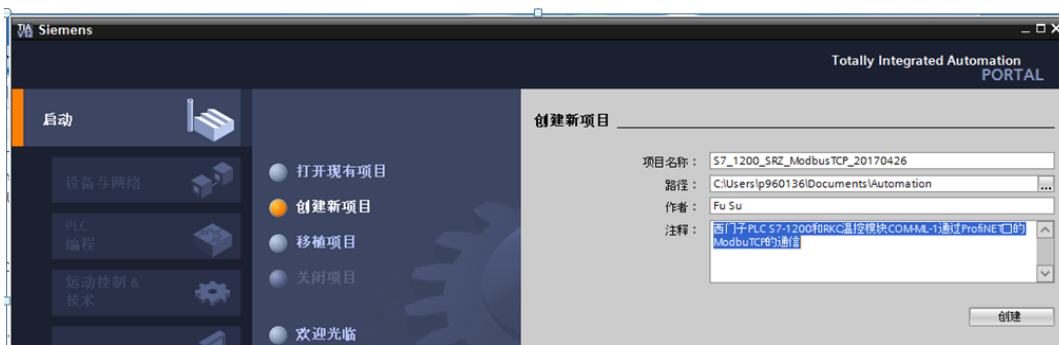 Siemens
Totally Integrated Automation
PORTAL
启动
设备与网络
PLC
编程
运动控制 &
技术
打开现有项目
创建新项目
移植项目
关闭项目
欢迎光临
创建新项目
项目名称：
S7_1200_SRZ_ModbusTCP_20170426
路径：
C:\Users\p960136\Documents\Automation
...
作者：
Fu Su
注释：
西门子PLC S7-1200和RKC温控模块COM-ML-1通过ProfiNET口的
ModbuTCP的通信
创建